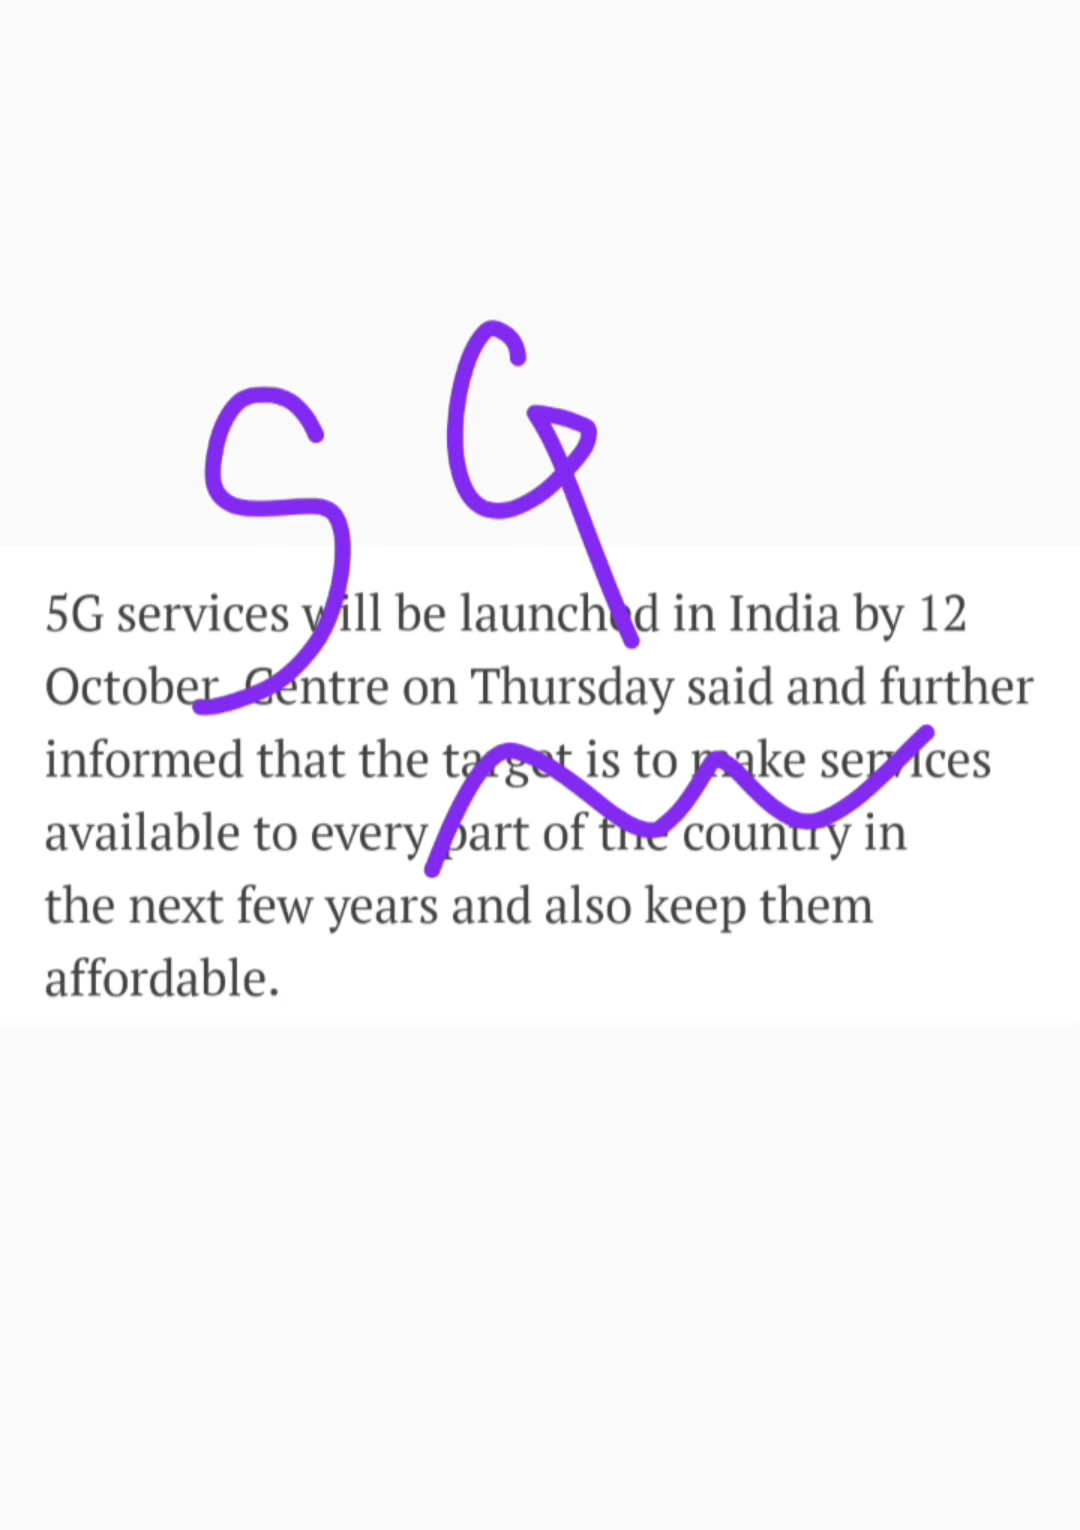 5G
5G services will be launched in India by 12
October, Centre on Thursday said and further
informed that the target is to make services
available to every part of the country in
the next few years and also keep them
affordable.